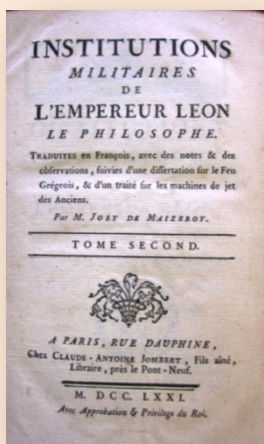 INSTITUTIONS
MILITAIRES
DE
L'EMPEREUR LEON
LE PHILOSOPHE.
TRADUITES en François, avec des notes & des
observations, suivies d'une dissertation sur le Feu
Grégeois, & d'un traité sur les machines de jet
des Anciens.
Par M. JOLY DE MAIZEROY.
TOME SECOND.
A PARIS, RUE DAUPHINE,
Chez CLAUDE-ANTOINE JOMBERT, Fils aîné,
Libraire, près le Pont-Neuf.
M. DCC. LXXI.
Avec Approbation & Privilege du Roi.